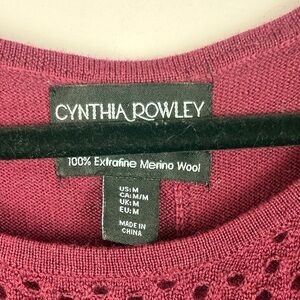 CYNTHIA ROWLEY
100% Extrafine Merino Wool
US: M
CA: M/M
UK: M
EU: M
MADE IN
CHINA